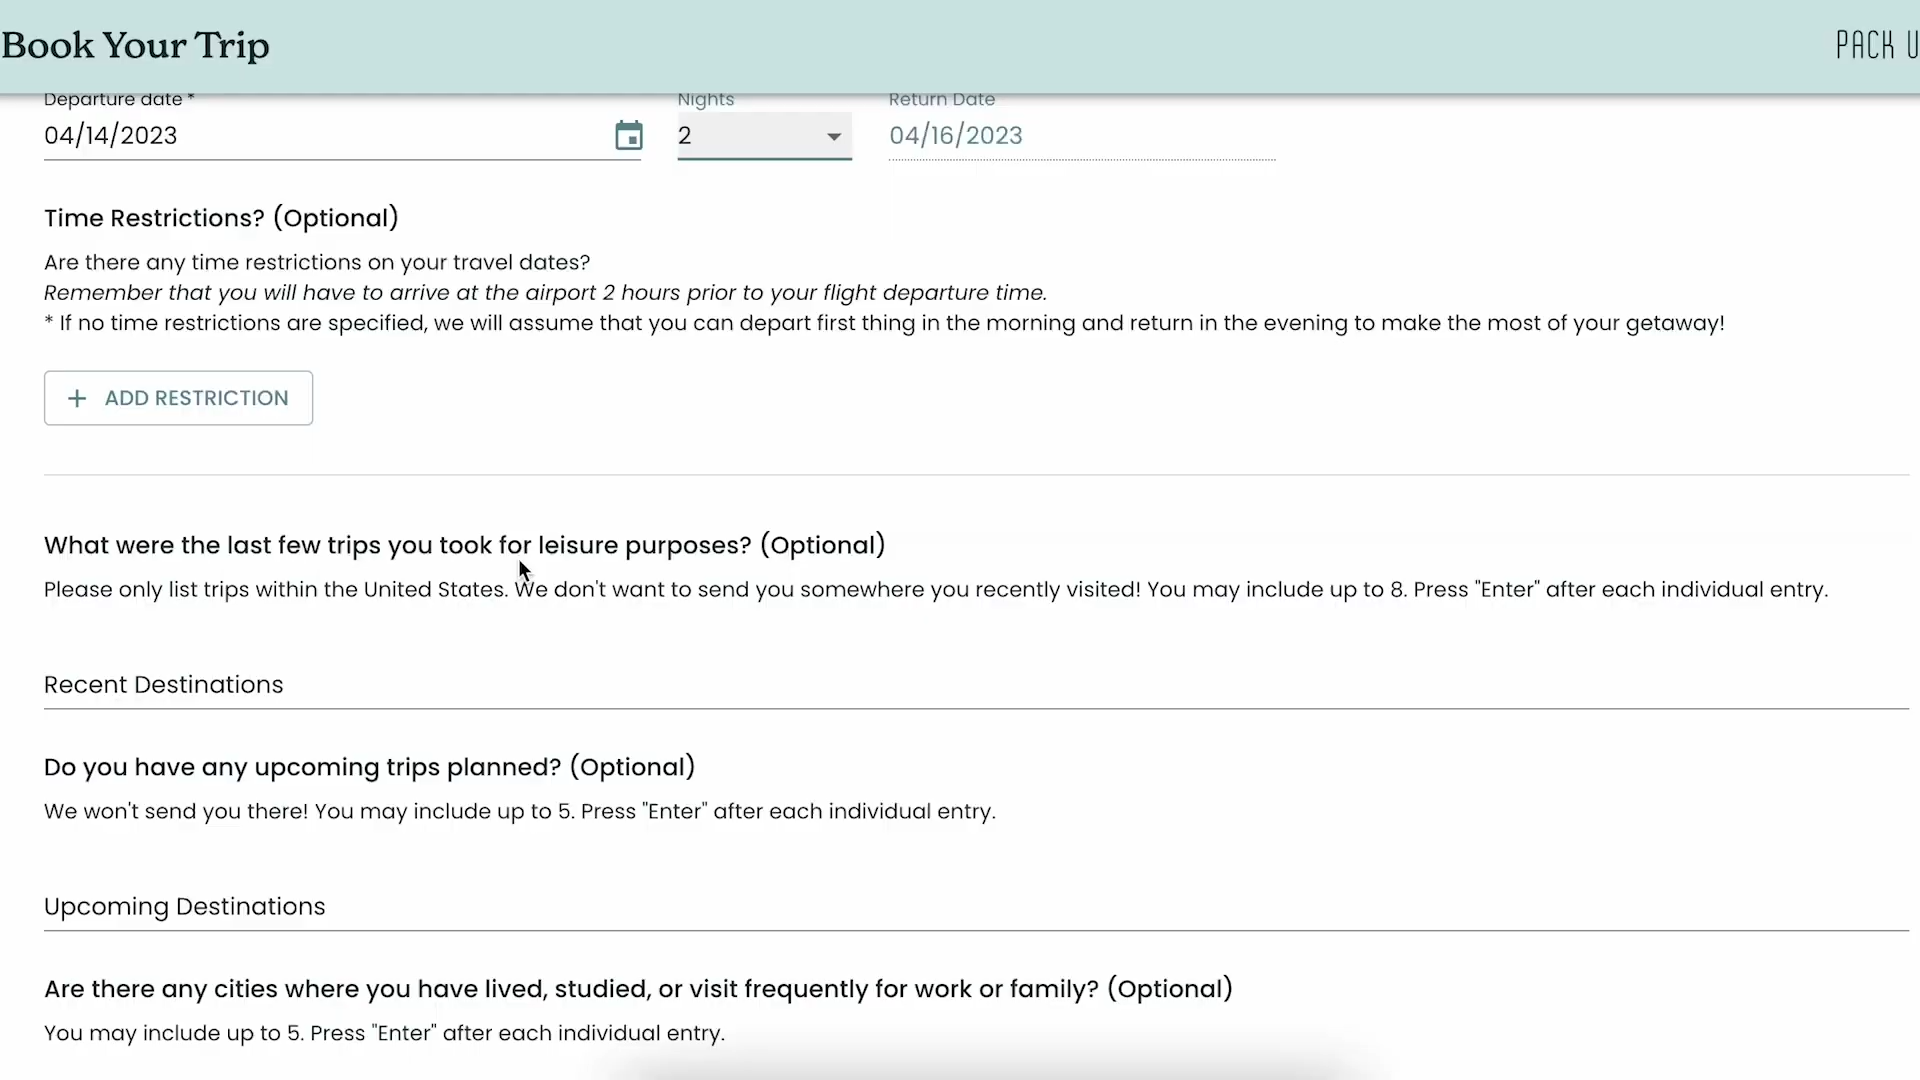 Book Your Trip
PACK U
Departure date *
Nights
Return Date
04/14/2023
2
04/16/2023
Time Restrictions? (Optional)
Are there any time restrictions on your travel dates?
Remember that you will have to arrive at the airport 2 hours prior to your flight departure time.
* If no time restrictions are specified, we will assume that you can depart first thing in the morning and return in the evening to make the most of your getaway!
+ ADD RESTRICTION
What were the last few trips you took for leisure purposes? (Optional)
Please only list trips within the United States. We don't want to send you somewhere you recently visited! You may include up to 8. Press "Enter" after each individual entry.
Recent Destinations
Do you have any upcoming trips planned? (Optional)
We won't send you there! You may include up to 5. Press "Enter" after each individual entry.
Upcoming Destinations
Are there any cities where you have lived, studied, or visit frequently for work or family? (Optional)
You may include up to 5. Press "Enter" after each individual entry.